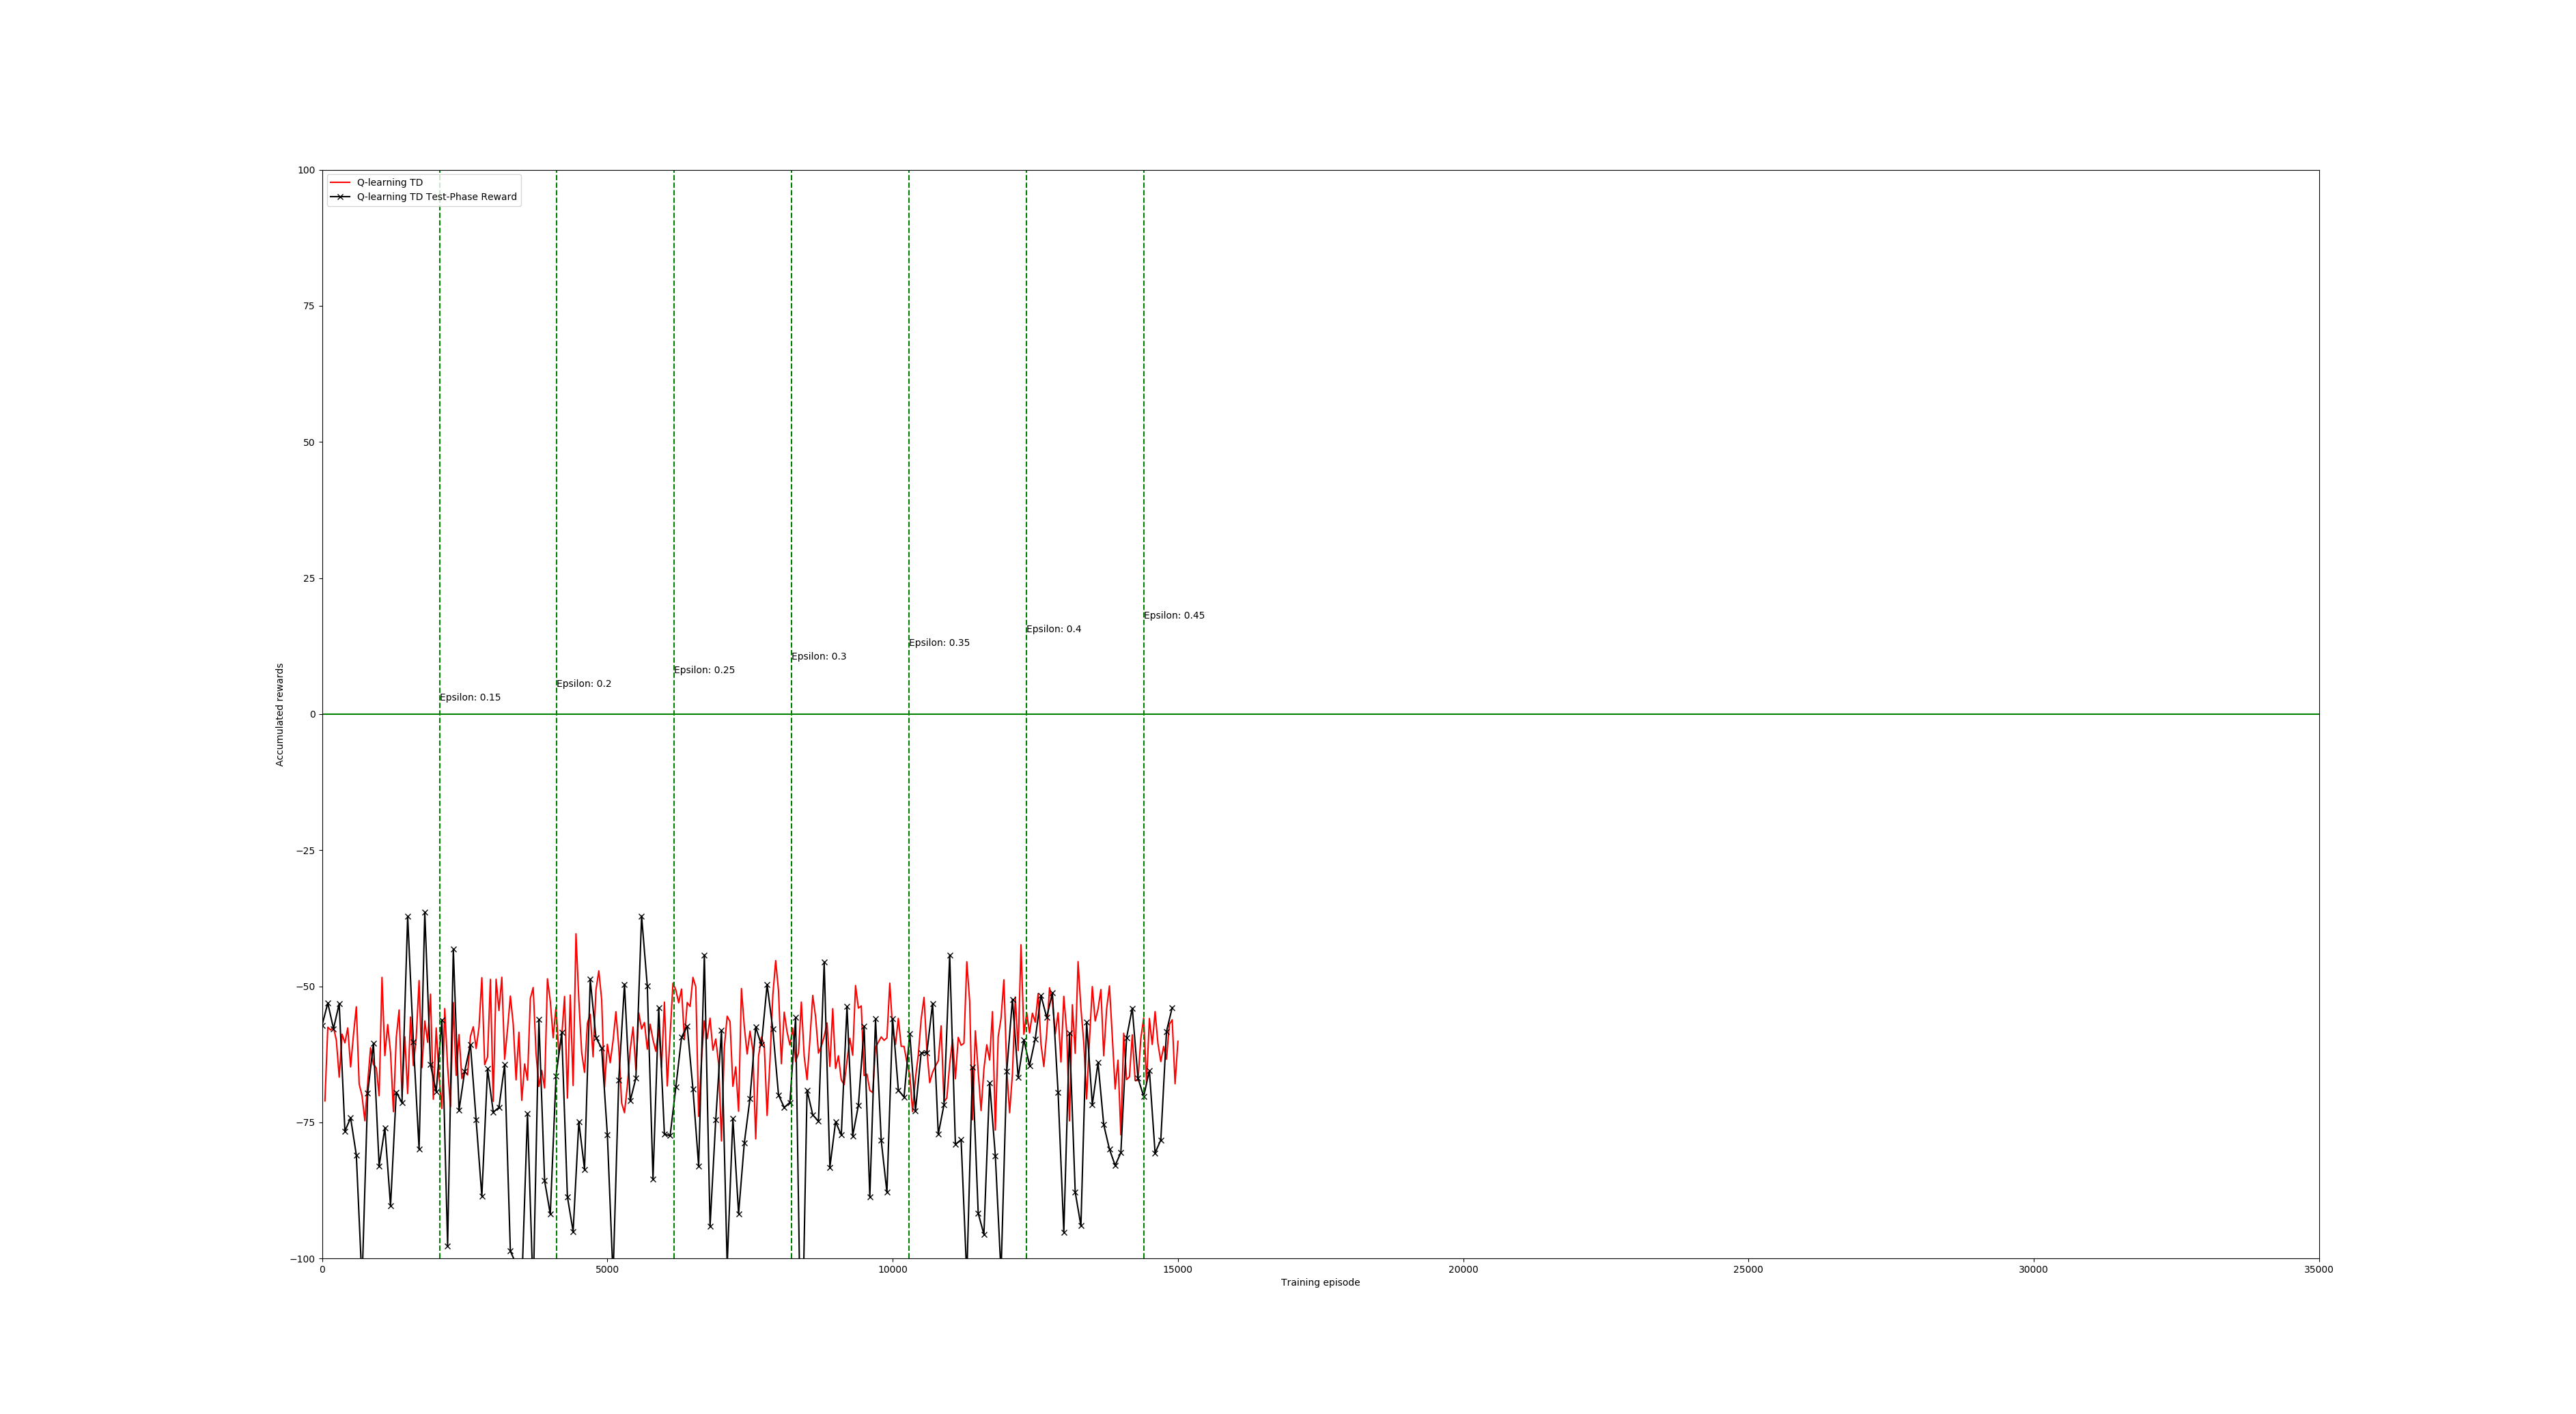 100
Q-learning TD
Q-learning TD Test-Phase Reward
75
50
25
Epsilon: 0.45
Epsilon: 0.4
Epsilon: 0.35
Epsilon: 0.3
Epsilon: 0.25
Epsilon: 0.2
Epsilon: 0.15
0
Accumulated rewards
−25
−50
−75
−100
0 5000 10000 15000 20000 25000 30000 35000
Training episode